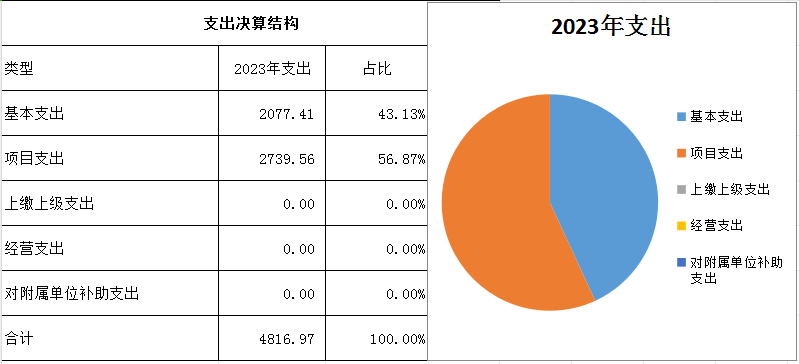 支出决算结构
类型 2023年支出 占比
基本支出 2077.41 43.13%
项目支出 2739.56 56.87%
上缴上级支出 0.00 0.00%
经营支出 0.00 0.00%
对附属单位补助支出 0.00 0.00%
合计 4816.97 100.00%
2023年支出
基本支出
项目支出
上缴上级支出
经营支出
对附属单位补助
支出